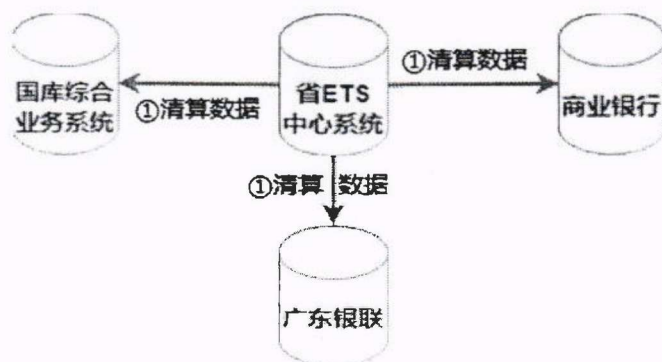 ①清算数据
国库综合
业务系统
①清算数据
省ETS
中心系统
商业银行
①清算 数据
广东银联